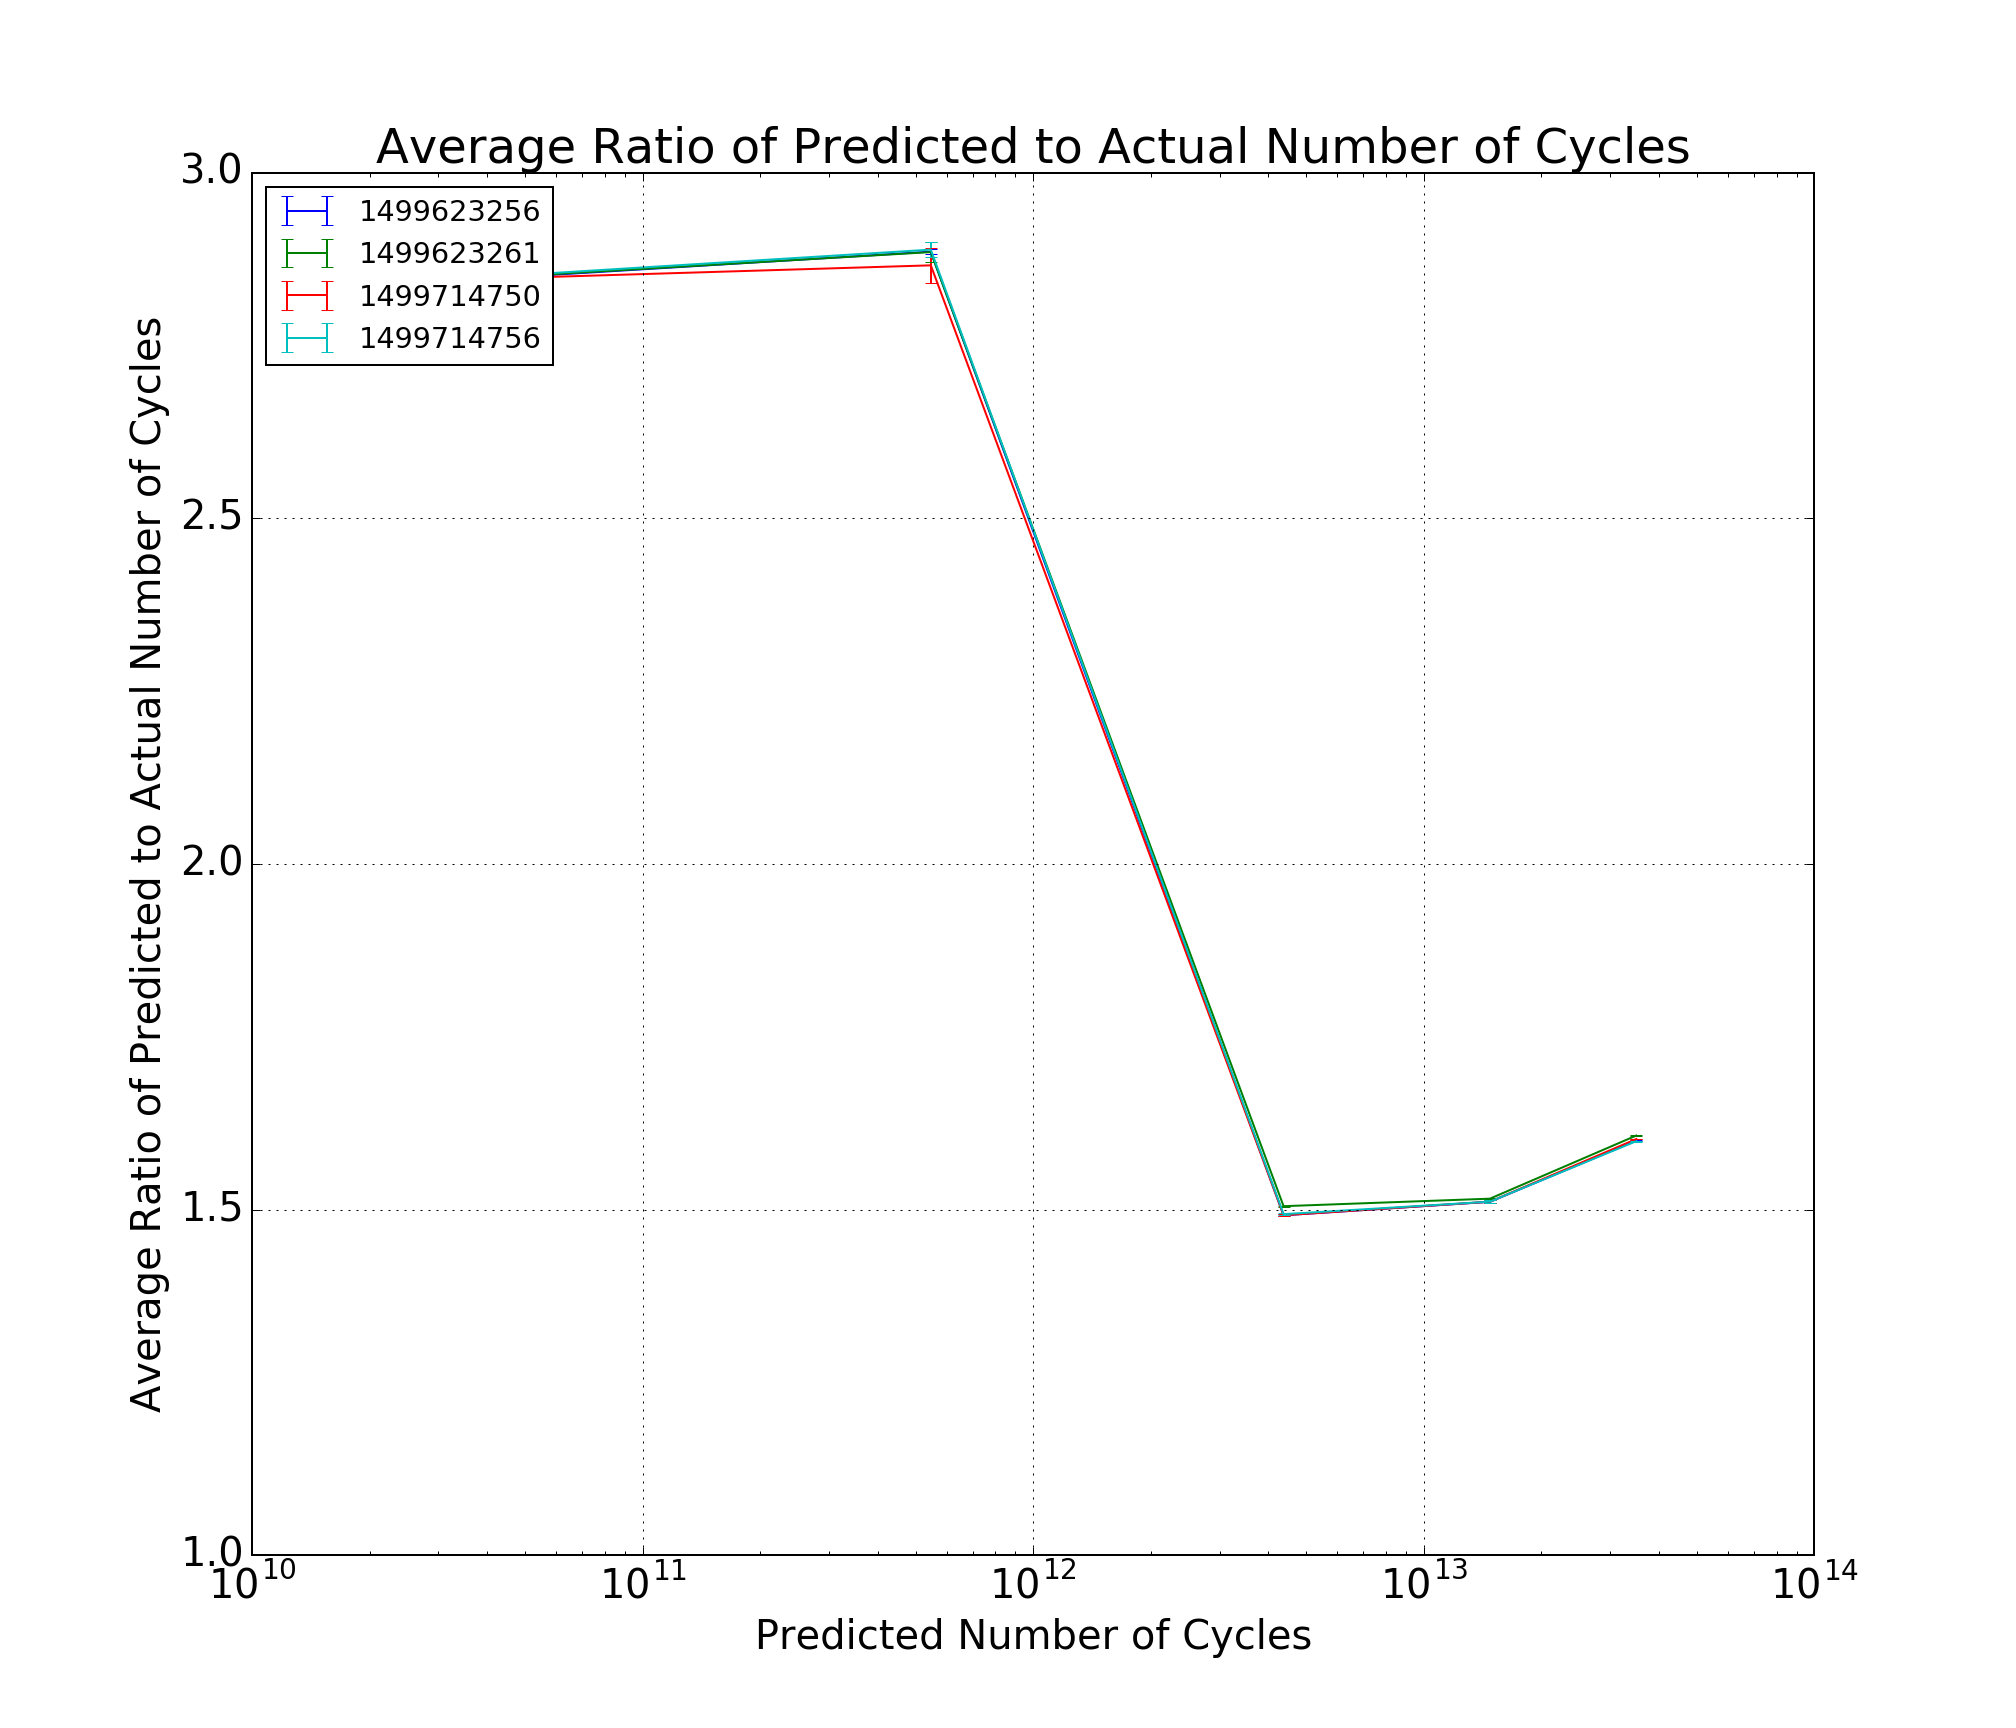 Average Ratio of Predicted to Actual Number of Cycles
3.0
1499623256
1499623261
1499714750
1499714756
2.5
2.0
1.5
1.0
Average Ratio of Predicted to Actual Number of Cycles
10^10 10^11 10^12 10^13 10^14
Predicted Number of Cycles